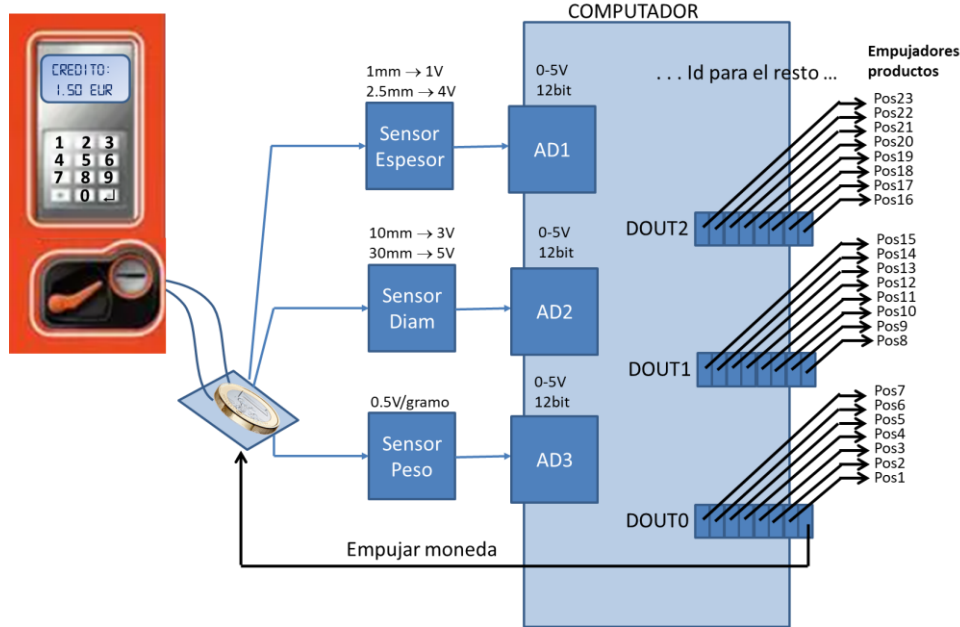 COMPUTADOR
CREDITO:
1.50 EUR
1 2 3
4 5 6
7 8 9
* 0 ↵
1mm → 1V
2.5mm → 4V
Sensor
Espesor
0-5V
12bit
AD1
. . . Id para el resto ...
Empujadores
productos
Pos23
Pos22
Pos21
Pos20
Pos19
Pos18
Pos17
Pos16
DOUT2
10mm → 3V
30mm → 5V
Sensor
Diam
0-5V
12bit
AD2
Pos15
Pos14
Pos13
Pos12
Pos11
Pos10
Pos9
Pos8
DOUT1
0.5V/gramo
Sensor
Peso
0-5V
12bit
AD3
Pos7
Pos6
Pos5
Pos4
Pos3
Pos2
Pos1
DOUT0
Empujar moneda